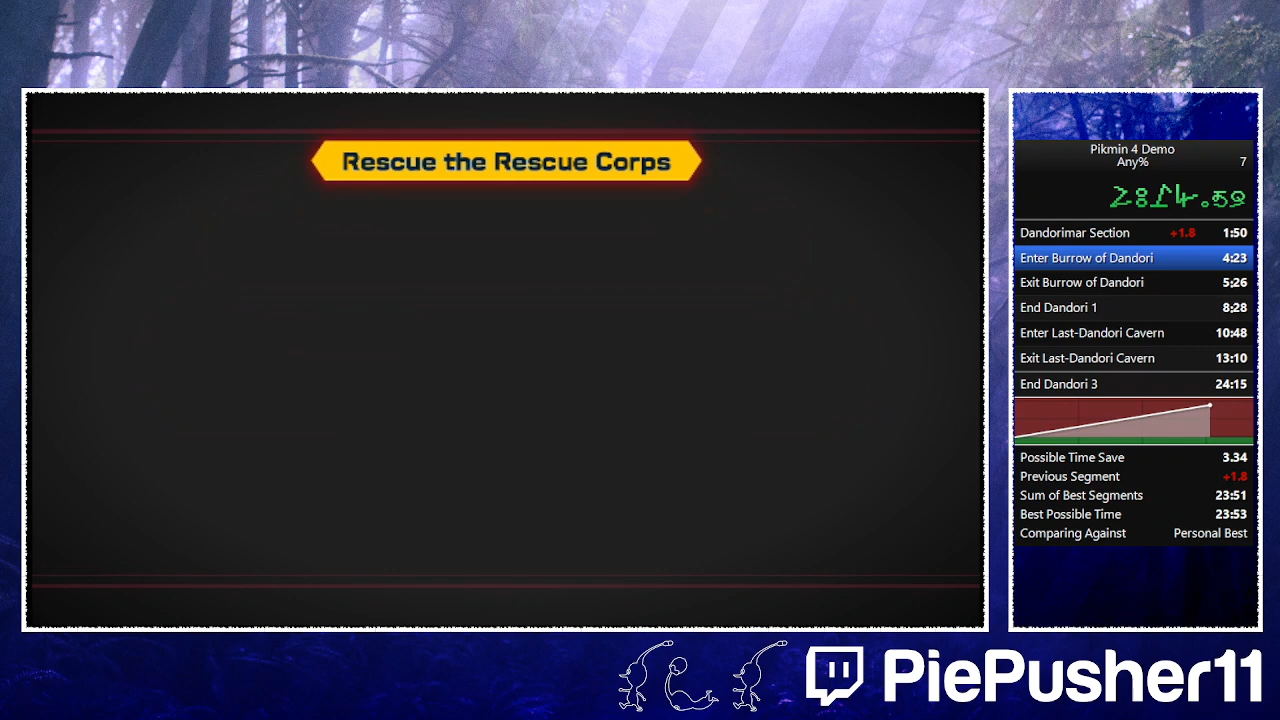 Rescue the Rescue Corps
Pikmin 4 Demo
Any% 7
Dandorimar Section +1.8 1:50
Enter Burrow of Dandori 4:23
Exit Burrow of Dandori 5:26
End Dandori 1 8:28
Enter Last-Dandori Cavern 10:48
Exit Last-Dandori Cavern 13:10
End Dandori 3 24:15
Possible Time Save 3.34
Previous Segment +1.8
Sum of Best Segments 23:51
Best Possible Time 23:53
Comparing Against Personal Best
PiePusher11